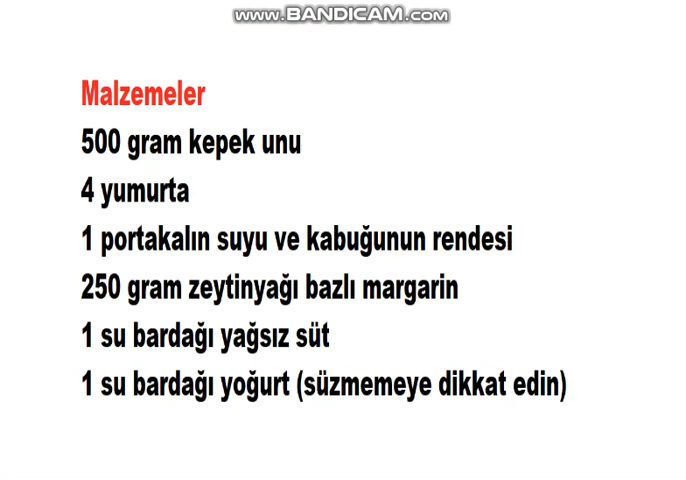 www.BANDICAM.com
Malzemeler
500 gram kepek unu
4 yumurta
1 portakalın suyu ve kabuğunun rendesi
250 gram zeytinyağı bazlı margarin
1 su bardağı yağsız süt
1 su bardağı yoğurt (süzmemeye dikkat edin)